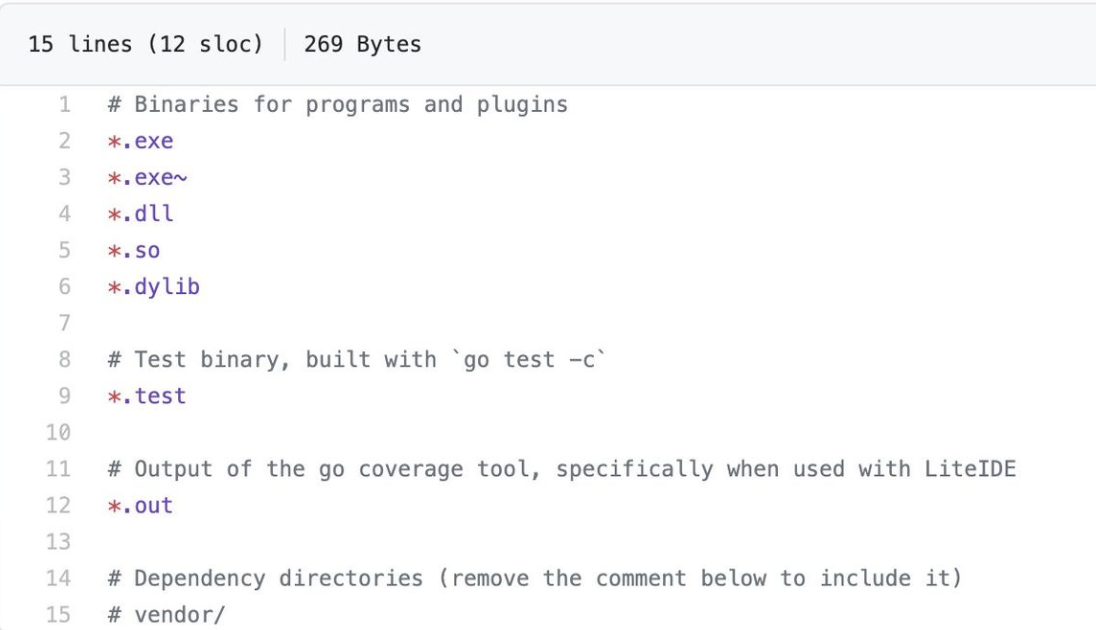 15 lines (12 sloc) 269 Bytes
1 # Binaries for programs and plugins
2 *.exe
3 *.exe~
4 *.dll
5 *.so
6 *.dylib
7
8 # Test binary, built with `go test -c`
9 *.test
10
11 # Output of the go coverage tool, specifically when used with LiteIDE
12 *.out
13
14 # Dependency directories (remove the comment below to include it)
15 # vendor/